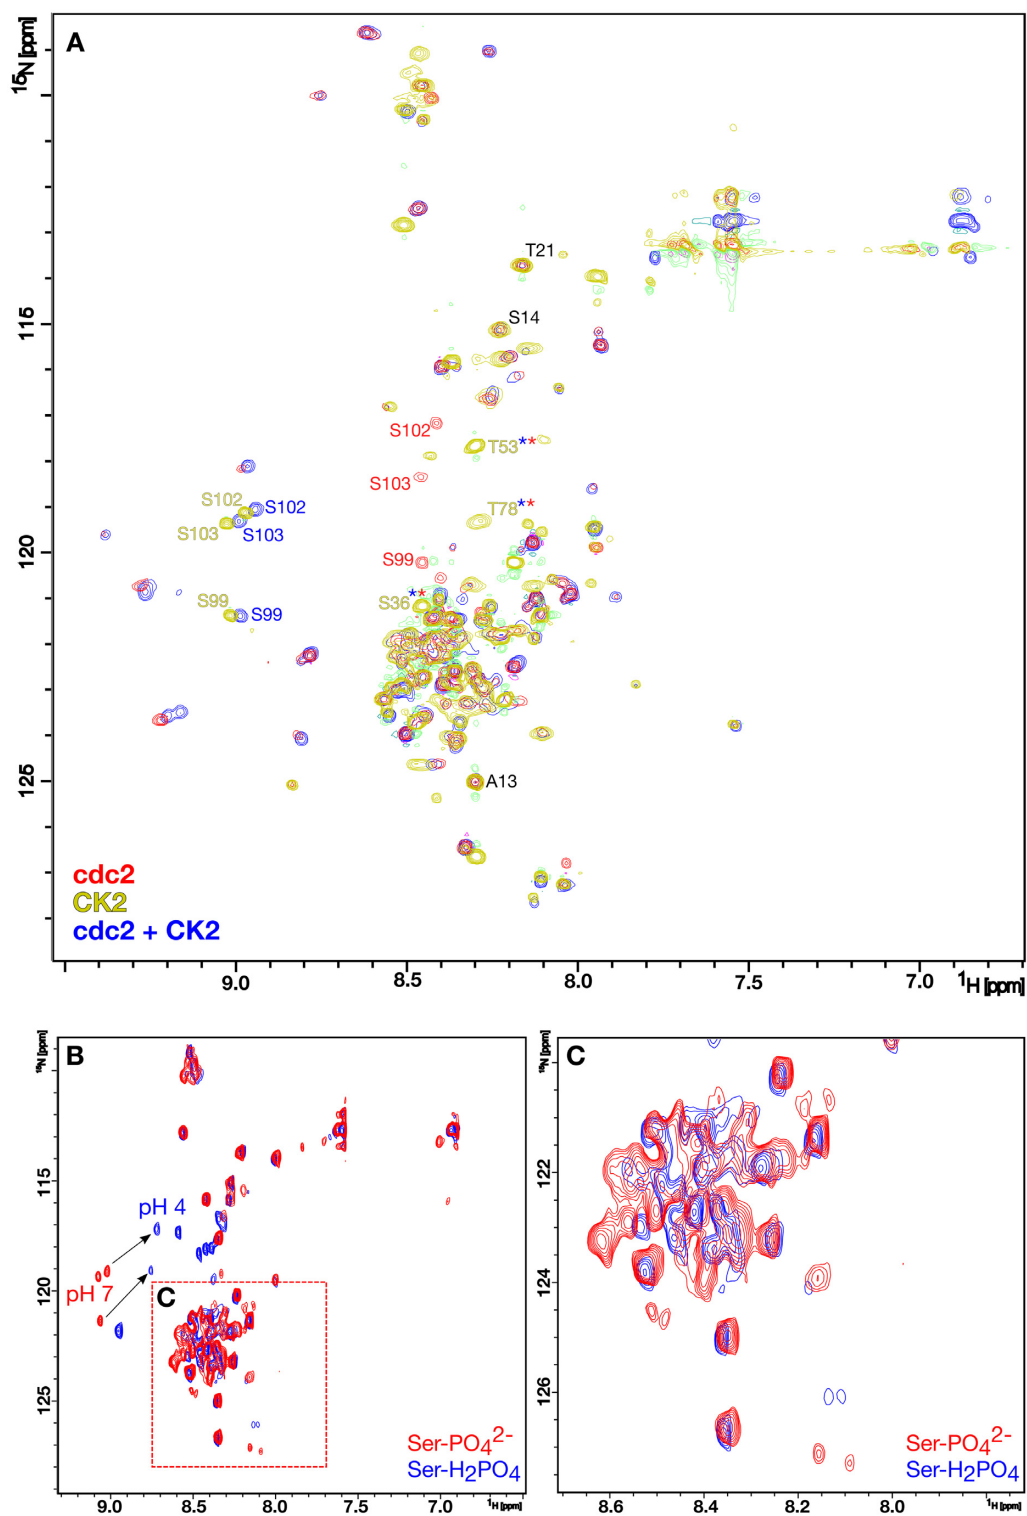 A
15N [ppm]
T21
115
S14
S102
T53**
S103
S102
S102
T78**
S103
S103
120
S99
**
S36
S99
S99
125
A13
cdc2
CK2
cdc2 + CK2
9.0 8.5 8.0 7.5 7.0 1H [ppm]
B
15N [ppm]
115
pH 4
pH 7
120
C
125
Ser-PO4 2-
Ser-H2PO4
9.0 8.5 8.0 7.5 7.0 1H [ppm]
C
15N [ppm]
122
124
126
Ser-PO4 2-
Ser-H2PO4
8.6 8.4 8.2 8.0 1H [ppm]